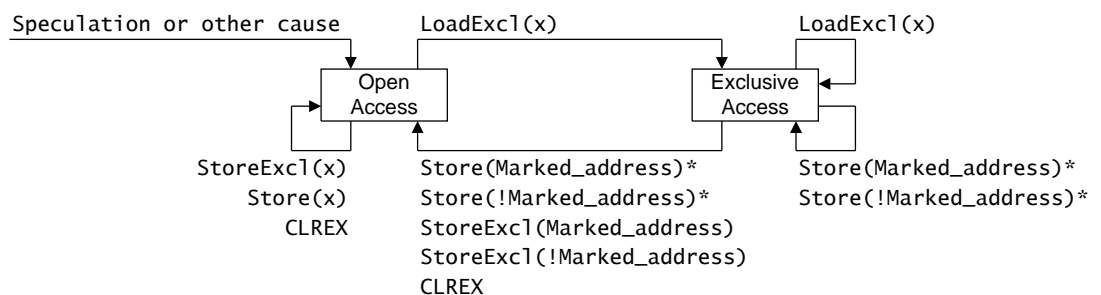 Speculation or other cause
LoadExcl(x)
LoadExcl(x)
Open
Access
Exclusive
Access
StoreExcl(x)
Store(x)
CLREX
Store(Marked_address)*
Store(!Marked_address)*
StoreExcl(Marked_address)
StoreExcl(!Marked_address)
CLREX
Store(Marked_address)*
Store(!Marked_address)*